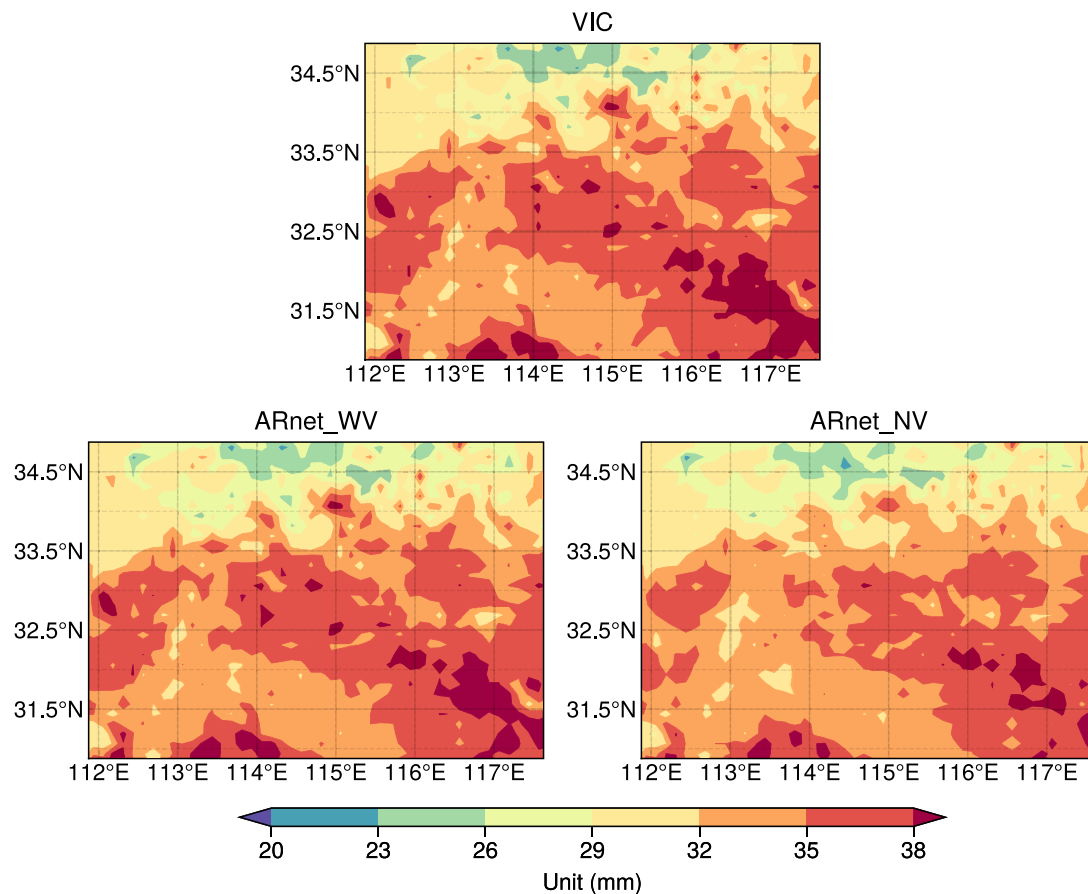 VIC
34.5°N
33.5°N
32.5°N
31.5°N
112°E 113°E 114°E 115°E 116°E 117°E
ARnet_WV ARnet_NV
34.5°N 34.5°N
33.5°N 33.5°N
32.5°N 32.5°N
31.5°N 31.5°N
112°E 113°E 114°E 115°E 116°E 117°E 112°E 113°E 114°E 115°E 116°E 117°E
20 23 26 29 32 35 38
Unit (mm)